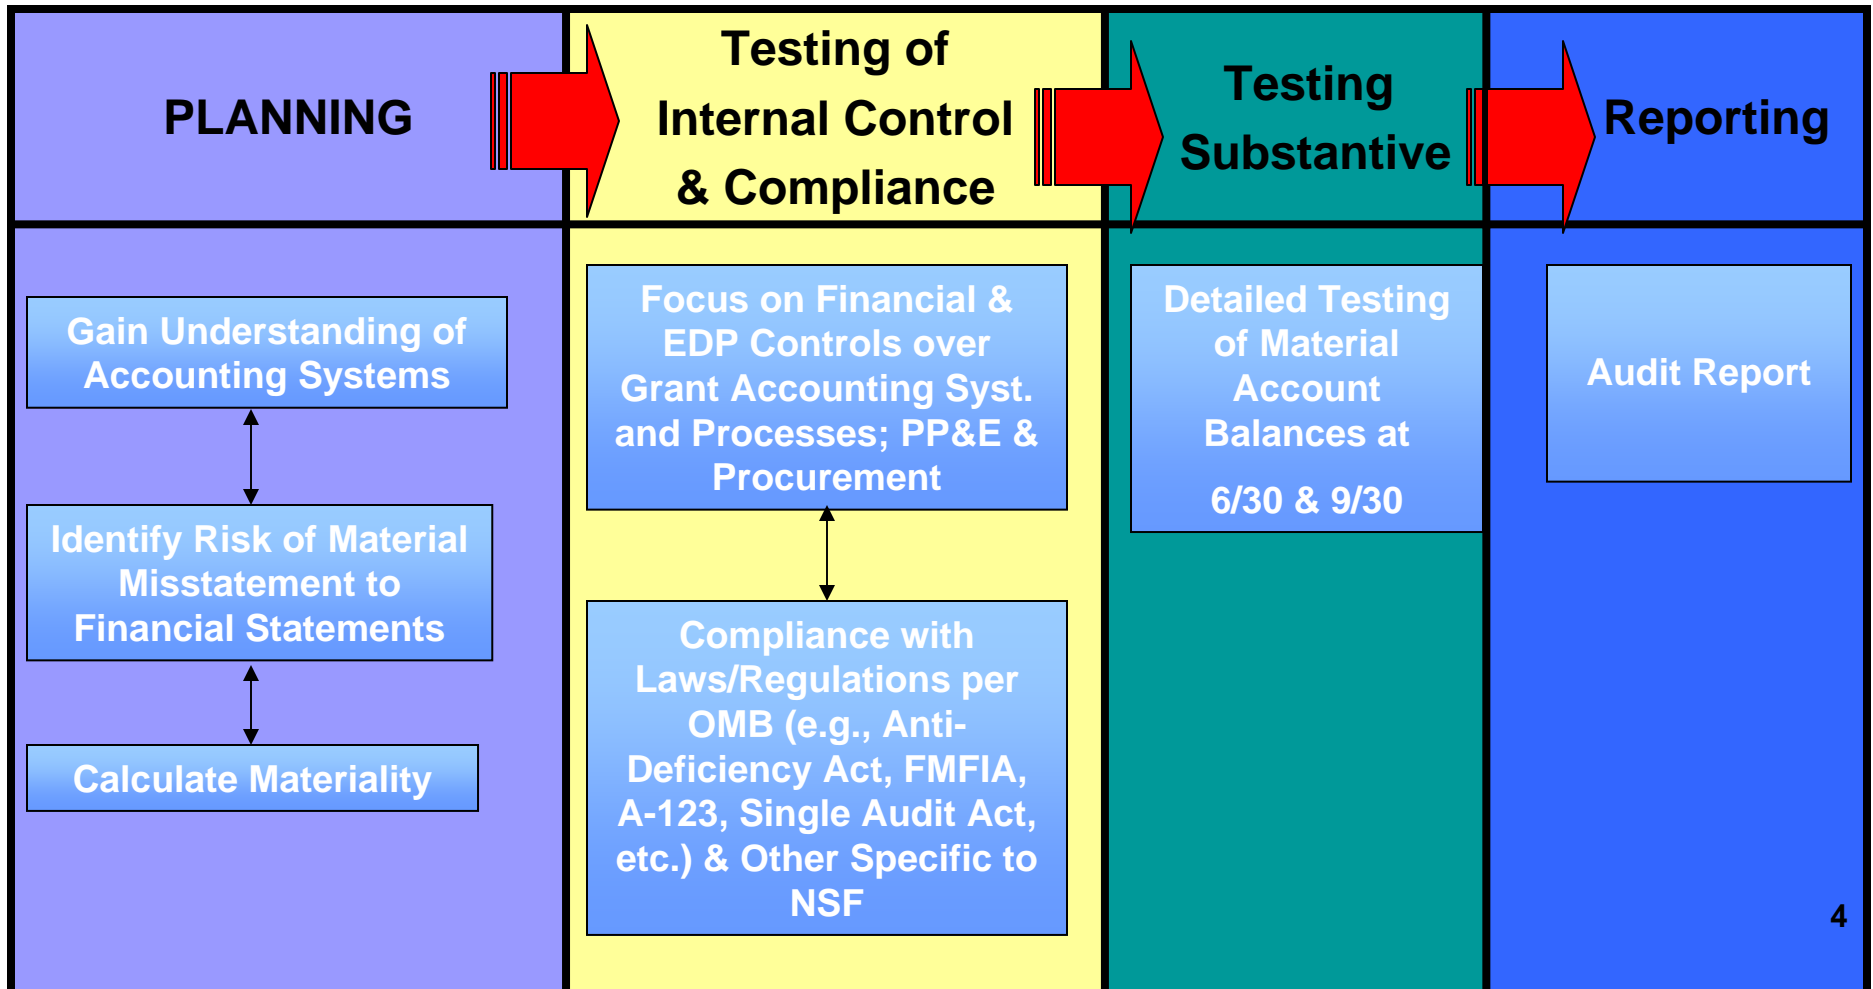 PLANNING
Testing of
Internal Control
& Compliance
Testing
Substantive
Reporting
Gain Understanding of
Accounting Systems
Identify Risk of Material
Misstatement to
Financial Statements
Calculate Materiality
Focus on Financial &
EDP Controls over
Grant Accounting Syst.
and Processes; PP&E &
Procurement
Compliance with
Laws/Regulations per
OMB (e.g., Anti-
Deficiency Act, FMFIA,
A-123, Single Audit Act,
etc.) & Other Specific to
NSF
Detailed Testing
of Material
Account
Balances at
6/30 & 9/30
Audit Report
4